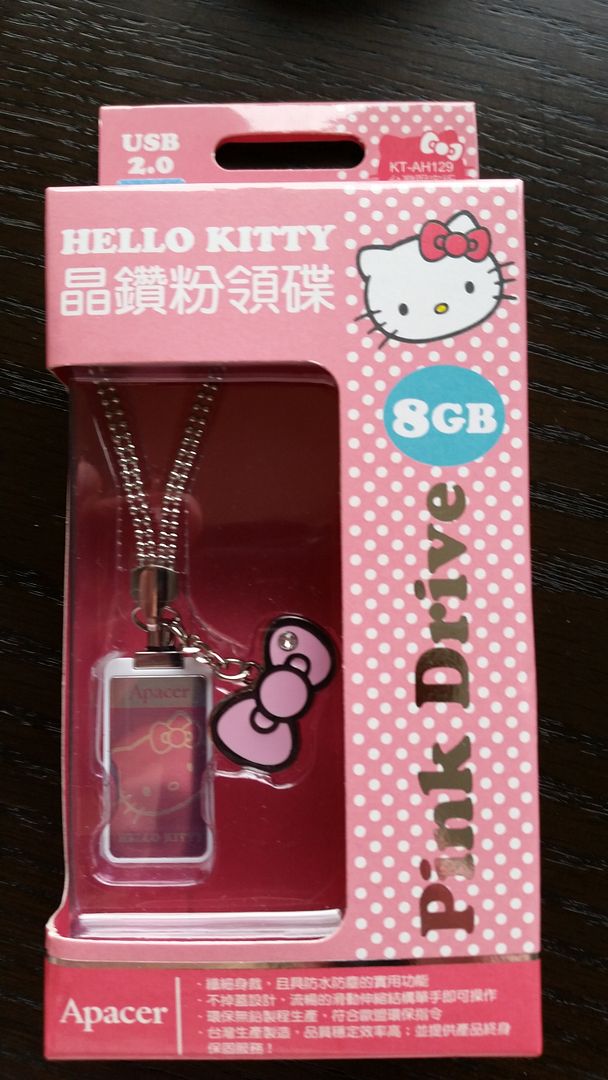 USB
2.0
KT-AH129
HELLO KITTY
晶鑽粉領碟
8GB
Pink Drive
Apacer
HELLO KITTY
Apacer
· 纖細身軀，且具防水防塵的實用功能
· 不掉蓋設計，流暢的滑動伸縮結構單手即可操作
· 環保無鉛製程生產，符合歐盟環保指令
· 台灣生產製造，品質穩定效率高；並提供產品終身
保固服務！